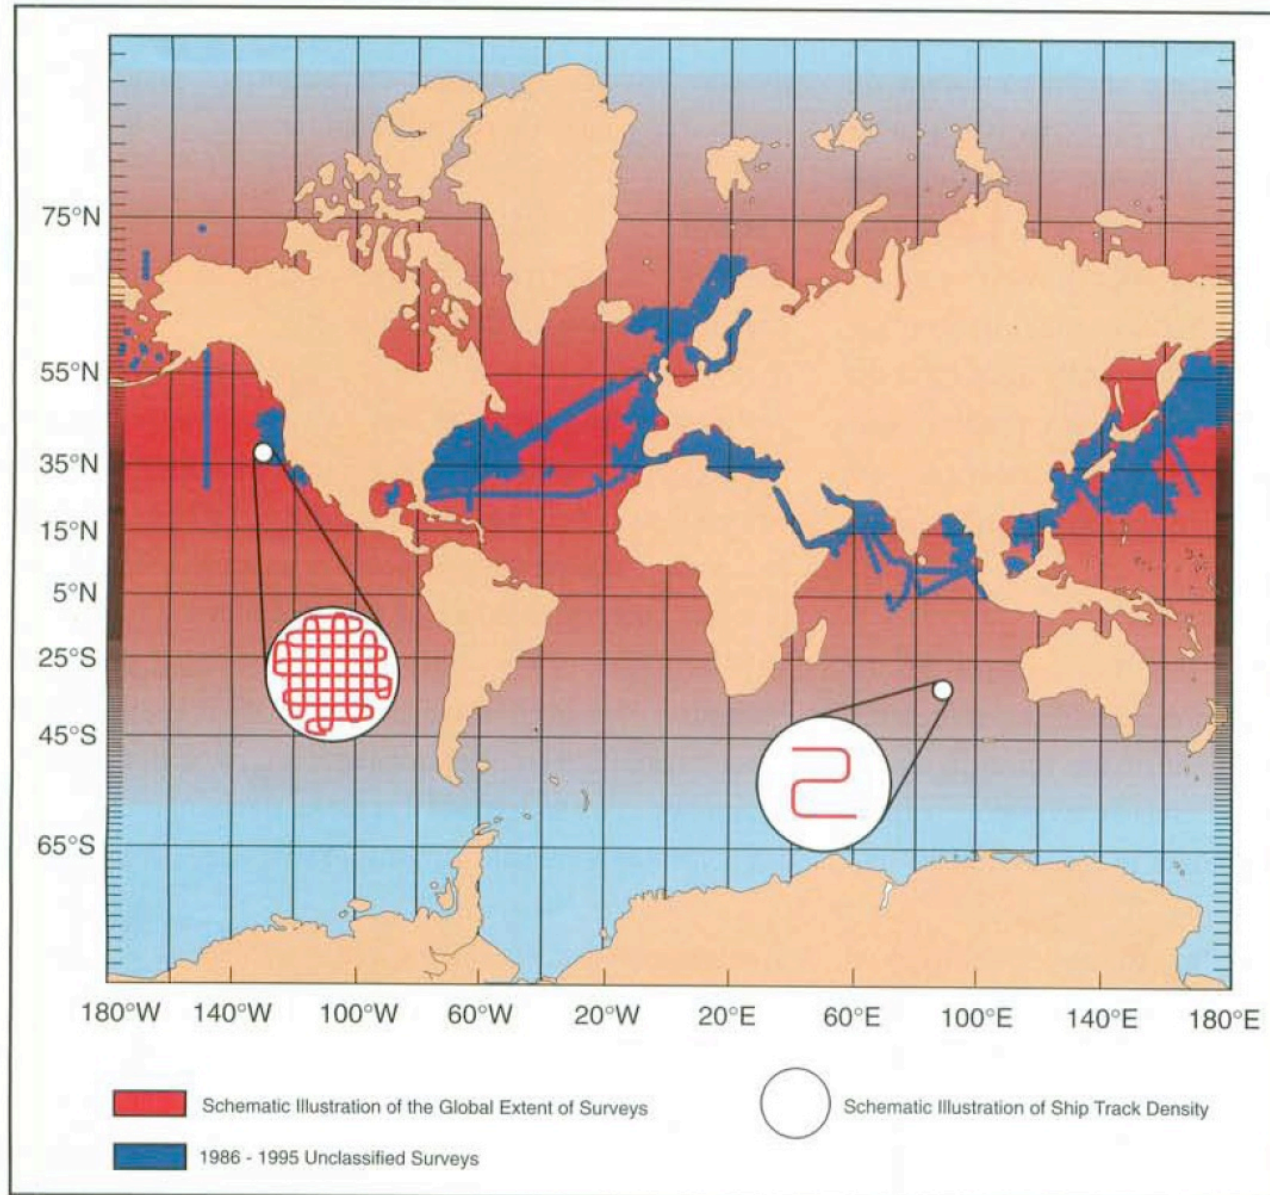 75°N
55°N
35°N
15°N
5°N
25°S
45°S
65°S
180°W 140°W 100°W 60°W 20°W 20°E 60°E 100°E 140°E 180°E
Schematic Illustration of the Global Extent of Surveys
Schematic Illustration of Ship Track Density
1986 - 1995 Unclassified Surveys